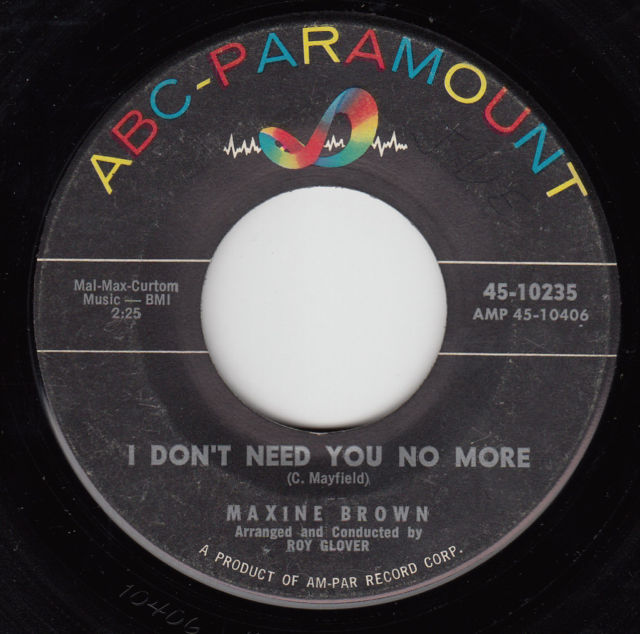 ABC-PARAMOUNT
Mal-Max-Curtom
Music — BMI
2:25
45-10235
AMP 45-10406
I DON'T NEED YOU NO MORE
(C. Mayfield)
MAXINE BROWN
Arranged and Conducted by
ROY GLOVER
A PRODUCT OF AM-PAR RECORD CORP.
10406